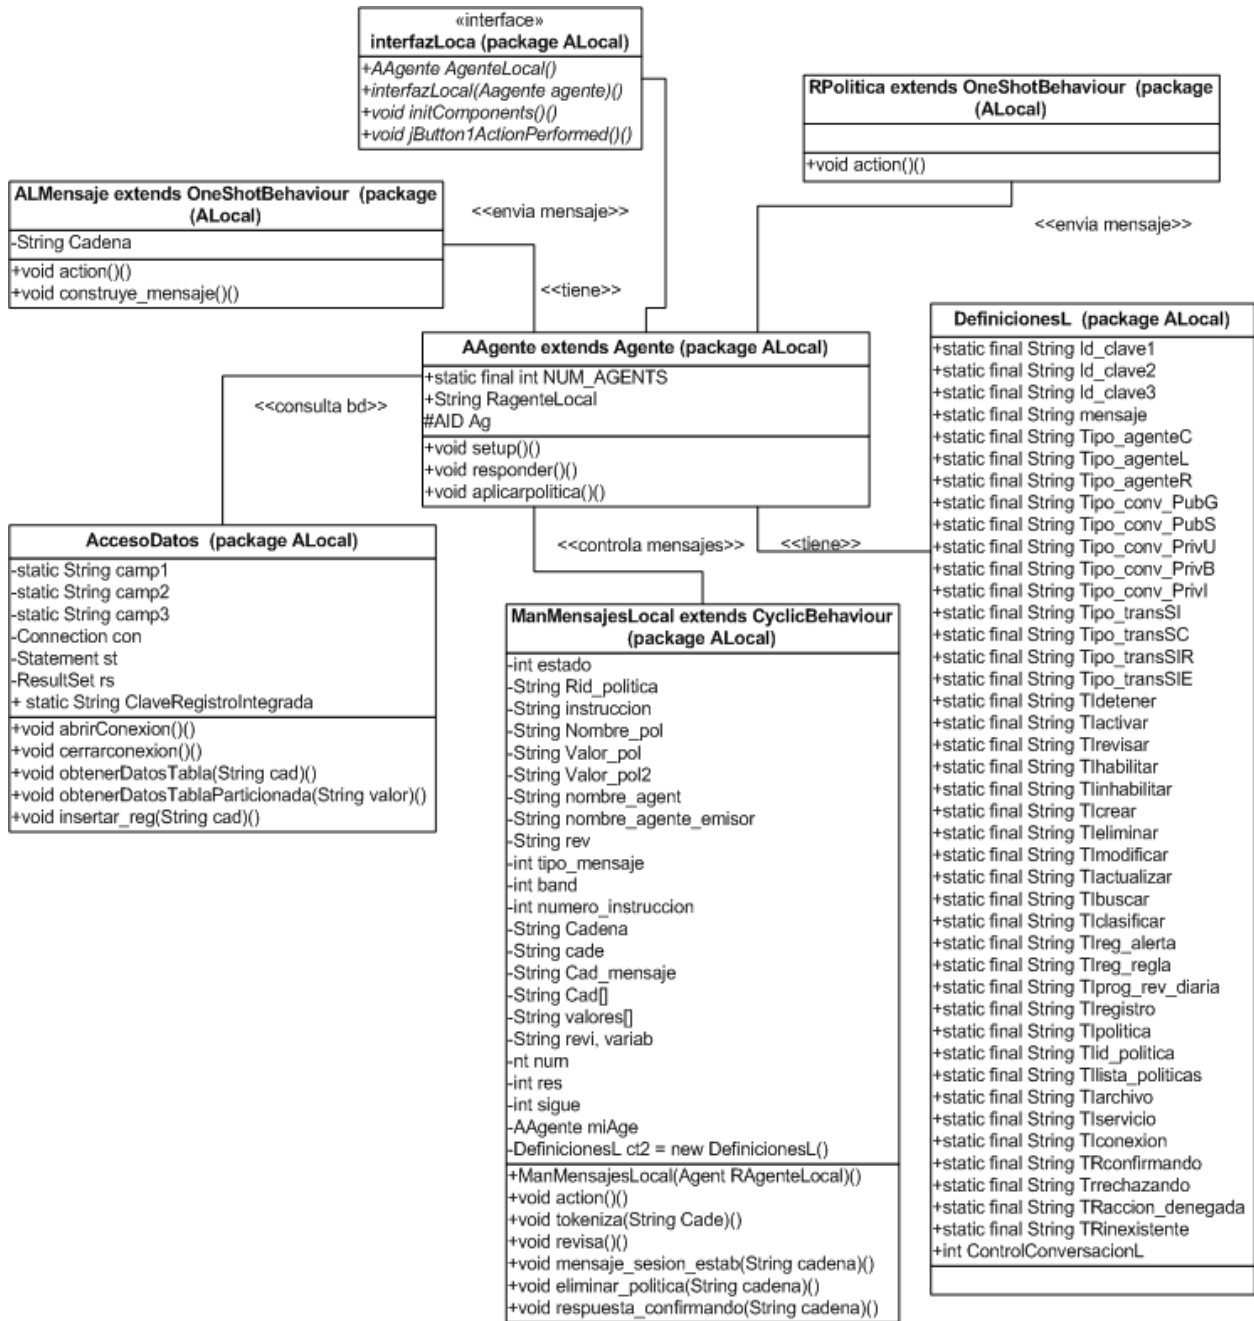 «interface»
interfazLoca (package ALocal)
+AAgente AgenteLocal()
+interfazLocal(Aagente agente)()
+void initComponents()()
+void jButton1ActionPerformed()()
RPolitica extends OneShotBehaviour (package
(ALocal)
+void action()()
ALMensaje extends OneShotBehaviour (package
(ALocal)
-String Cadena
+void action()()
+void construye_mensaje()()
<<envia mensaje>>
<<envia mensaje>>
<<tiene>>
AAgente extends Agente (package ALocal)
+static final int NUM_AGENTS
+String RagenteLocal
#AID Ag
+void setup()()
+void responder()()
+void aplicarpolitica()()
<<consulta bd>>
<<controla mensajes>>
<<tiene>>
AccesoDatos (package ALocal)
-static String camp1
-static String camp2
-static String camp3
-Connection con
-Statement st
-ResultSet rs
+ static String ClaveRegistroIntegrada
+void abrirConexion()()
+void cerrarconexion()()
+void obtenerDatosTabla(String cad)()
+void obtenerDatosTablaParticionada(String valor)()
+void insertar_reg(String cad)()
ManMensajesLocal extends CyclicBehaviour
(package ALocal)
-int estado
-String Rid_politica
-String instruccion
-String Nombre_pol
-String Valor_pol
-String Valor_pol2
-String nombre_agent
-String nombre_agente_emisor
-String rev
-int tipo_mensaje
-int band
-int numero_instruccion
-String Cadena
-String cade
-String Cad_mensaje
-String Cad[]
-String valores[]
-String revi, variab
-nt num
-int res
-int sigue
-AAgente miAge
-DefinicionesL ct2 = new DefinicionesL()
+ManMensajesLocal(Agent RAgenteLocal)()
+void action()()
+void tokeniza(String Cade)()
+void revisa()()
+void mensaje_sesion_estab(String cadena)()
+void eliminar_politica(String cadena)()
+void respuesta_confirmando(String cadena)()
DefinicionesL (package ALocal)
+static final String Id_clave1
+static final String Id_clave2
+static final String Id_clave3
+static final String mensaje
+static final String Tipo_agenteC
+static final String Tipo_agenteL
+static final String Tipo_agenteR
+static final String Tipo_conv_PubG
+static final String Tipo_conv_PubS
+static final String Tipo_conv_PrivU
+static final String Tipo_conv_PrivB
+static final String Tipo_conv_PrivI
+static final String Tipo_transSI
+static final String Tipo_transSC
+static final String Tipo_transSIR
+static final String Tipo_transSIE
+static final String TIdetener
+static final String TIactivar
+static final String TIrevisar
+static final String TIhabilitar
+static final String TIinhabilitar
+static final String TIcrear
+static final String TIeliminar
+static final String TImodificar
+static final String TIactualizar
+static final String TIbuscar
+static final String TIclasificar
+static final String TIreg_alerta
+static final String TIreg_regla
+static final String TIprog_rev_diaria
+static final String TIregistro
+static final String TIpolitica
+static final String TIid_politica
+static final String TIlista_politicas
+static final String TIarchivo
+static final String TIservicio
+static final String TIconexion
+static final String TRconfirmando
+static final String Trrechazando
+static final String TRaccion_denegada
+static final String TRinexistente
+int ControlConversacionL